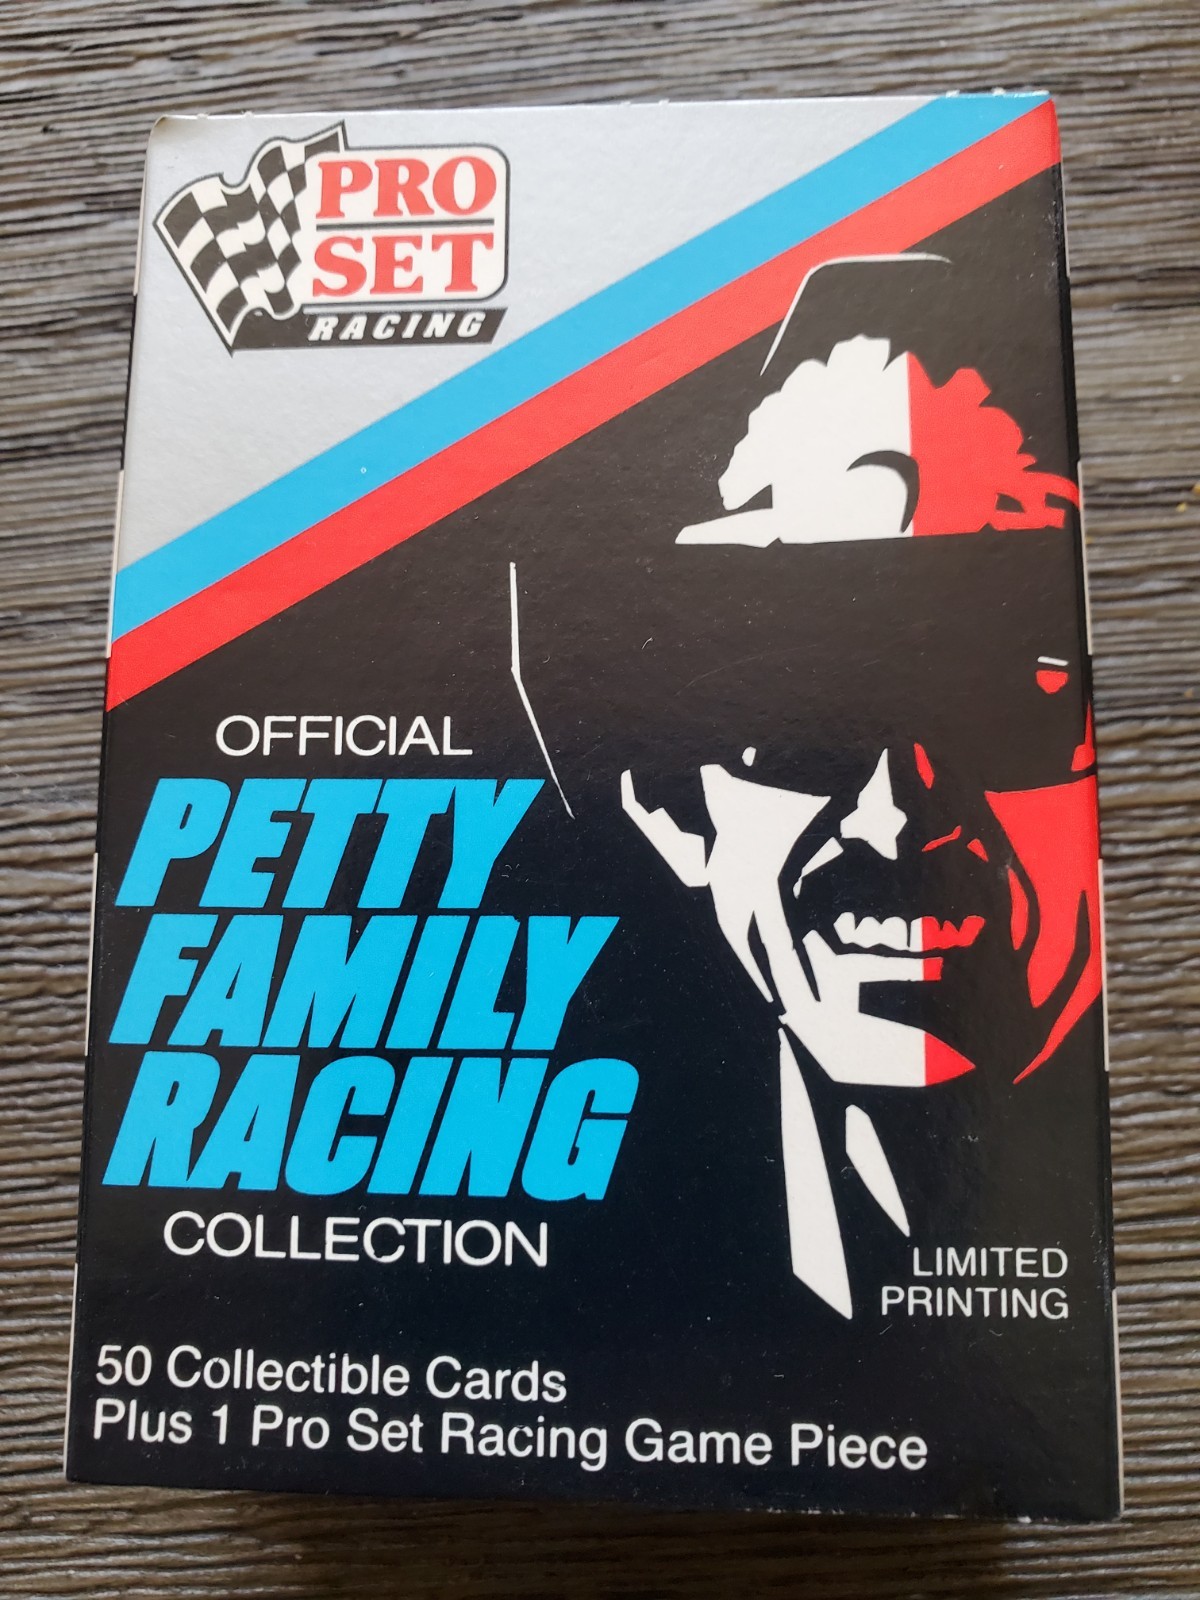 PRO
SET
RACING
OFFICIAL
PETTY
FAMILY
RACING
COLLECTION
LIMITED
PRINTING
50 Collectible Cards
Plus 1 Pro Set Racing Game Piece